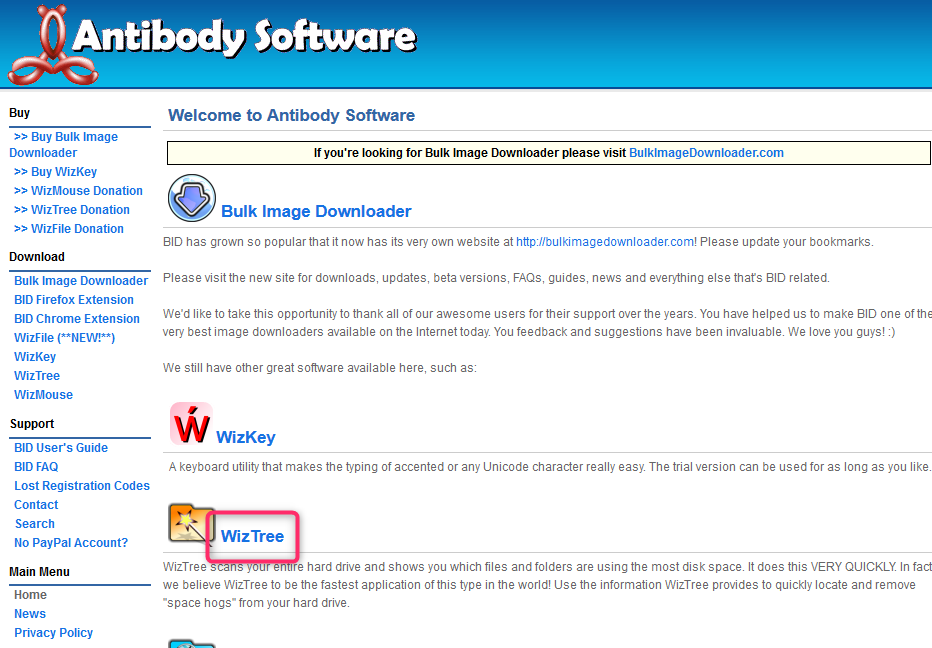 Antibody Software
Buy
>> Buy Bulk Image
Downloader
>> Buy WizKey
>> WizMouse Donation
>> WizTree Donation
>> WizFile Donation
Download
Bulk Image Downloader
BID Firefox Extension
BID Chrome Extension
WizFile (**NEW!**)
WizKey
WizTree
WizMouse
Support
BID User's Guide
BID FAQ
Lost Registration Codes
Contact
Search
No PayPal Account?
Main Menu
Home
News
Privacy Policy
Welcome to Antibody Software
If you're looking for Bulk Image Downloader please visit BulkImageDownloader.com
Bulk Image Downloader
BID has grown so popular that it now has its very own website at http://bulkimagedownloader.com! Please update your bookmarks.
Please visit the new site for downloads, updates, beta versions, FAQs, guides, news and everything else that's BID related.
We'd like to take this opportunity to thank all of our awesome users for their support over the years. You have helped us to make BID one of the
very best image downloaders available on the Internet today. You feedback and suggestions have been invaluable. We love you guys! :)
We still have other great software available here, such as:
Ẃ
WizKey
A keyboard utility that makes the typing of accented or any Unicode character really easy. The trial version can be used for as long as you like.
WizTree
WizTree scans your entire hard drive and shows you which files and folders are using the most disk space. It does this VERY QUICKLY. In fact
we believe WizTree to be the fastest application of this type in the world! Use the information WizTree provides to quickly locate and remove
"space hogs" from your hard drive.